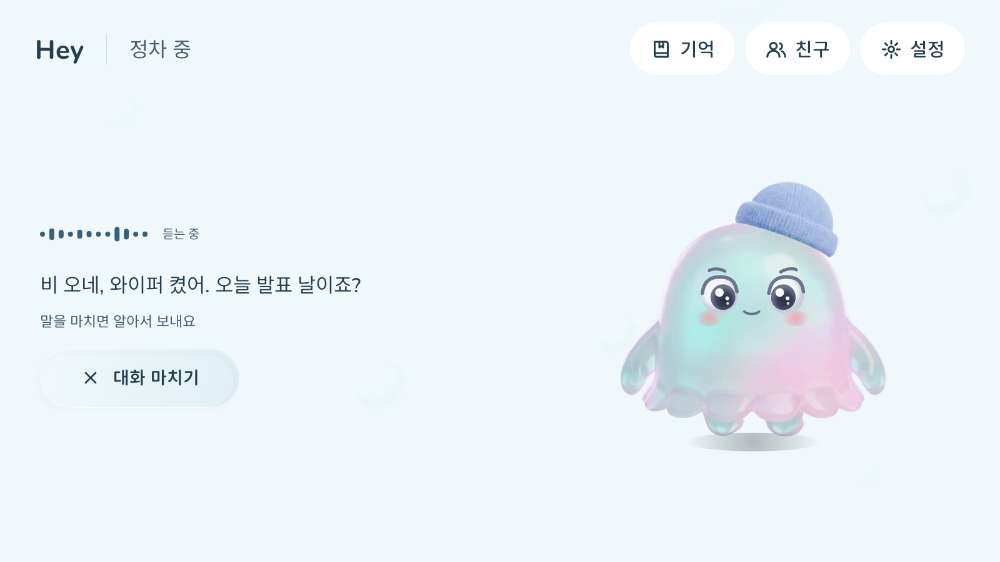 Hey
정차 중
기억
친구
설정
듣는 중
비 오네, 와이퍼 켰어. 오늘 발표 날이죠?
말을 마치면 알아서 보내요
대화 마치기